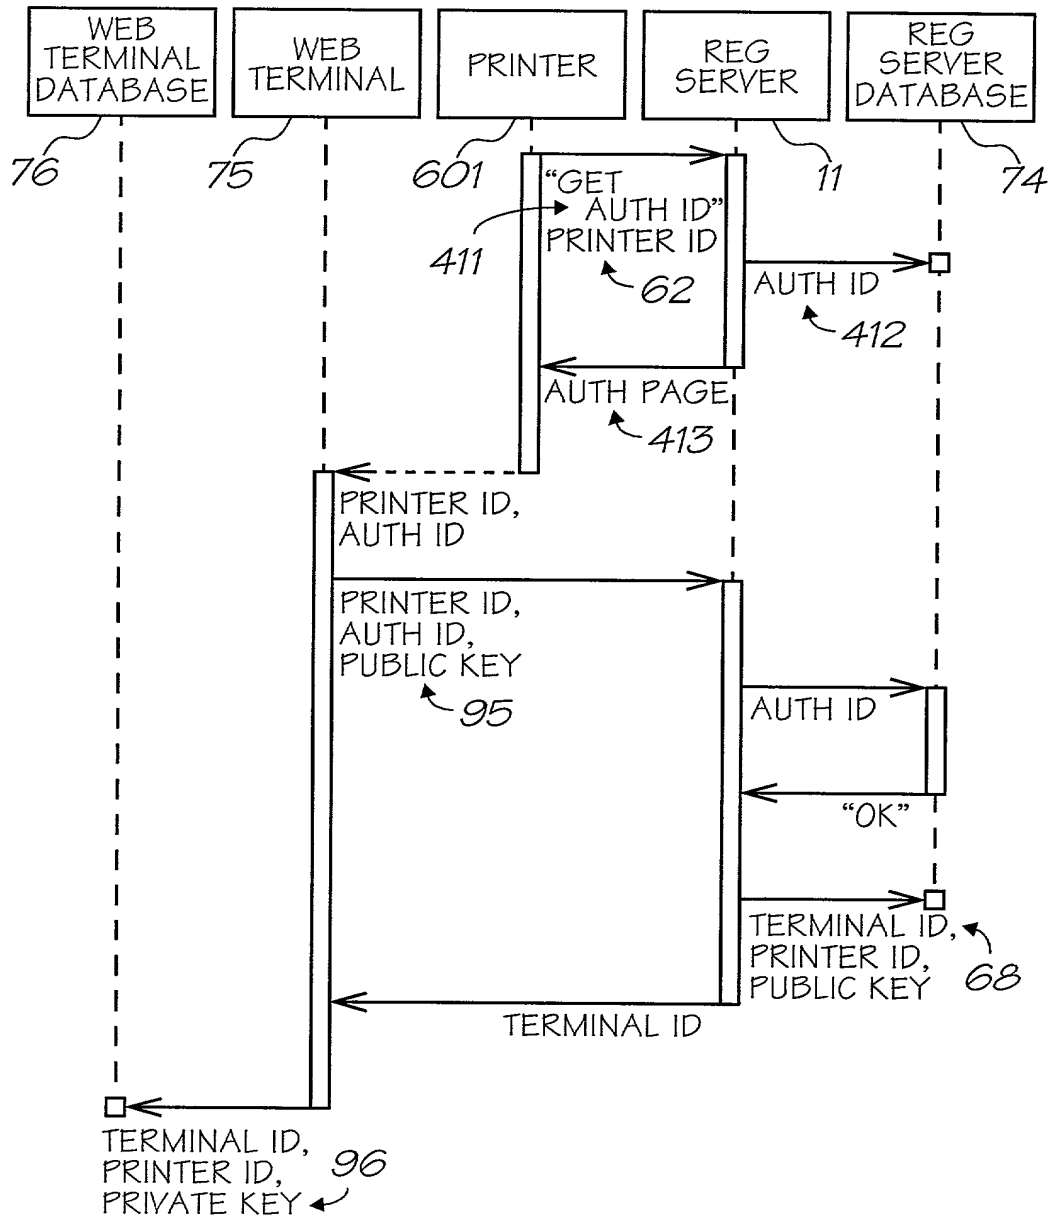 WEB
TERMINAL
DATABASE
WEB
TERMINAL
PRINTER
REG
SERVER
REG
SERVER
DATABASE
76
75
601
11
74
“GET
AUTH ID”
PRINTER ID
411
62
AUTH ID
412
AUTH PAGE
413
PRINTER ID,
AUTH ID
PRINTER ID,
AUTH ID,
PUBLIC KEY
95
AUTH ID
“OK”
TERMINAL ID,
PRINTER ID,
PUBLIC KEY
68
TERMINAL ID
TERMINAL ID,
PRINTER ID,
PRIVATE KEY
96